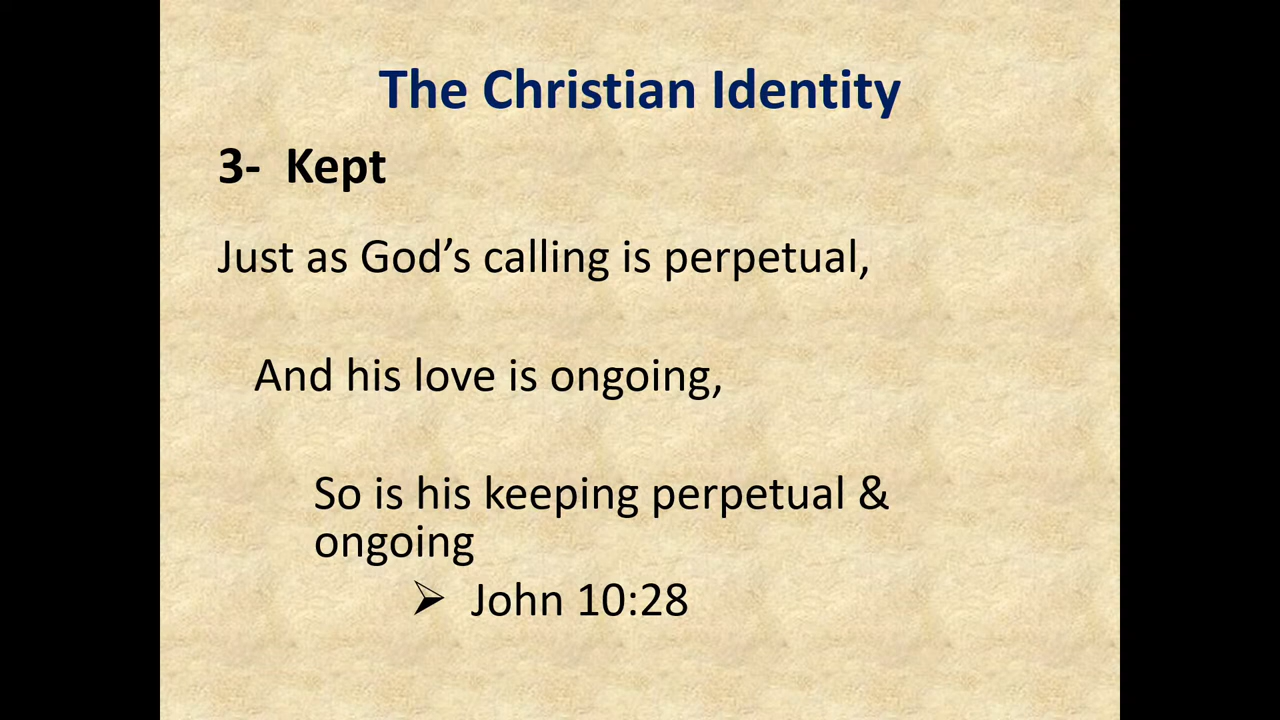 The Christian Identity
3- Kept
Just as God’s calling is perpetual,
And his love is ongoing,
So is his keeping perpetual &
ongoing
➢ John 10:28